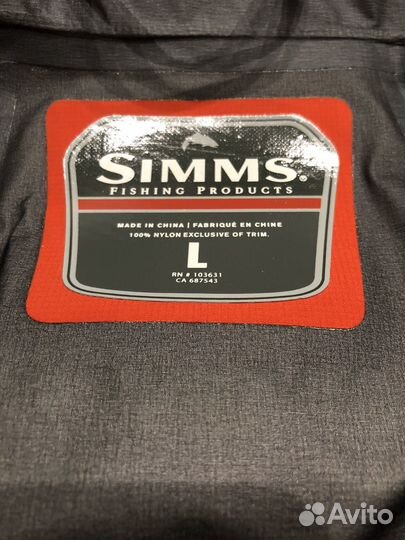 SIMMS®
FISHING PRODUCTS
MADE IN CHINA | FABRIQUÉ EN CHINE
100% NYLON EXCLUSIVE OF TRIM.
L
RN # 103631
CA 687543
Avito